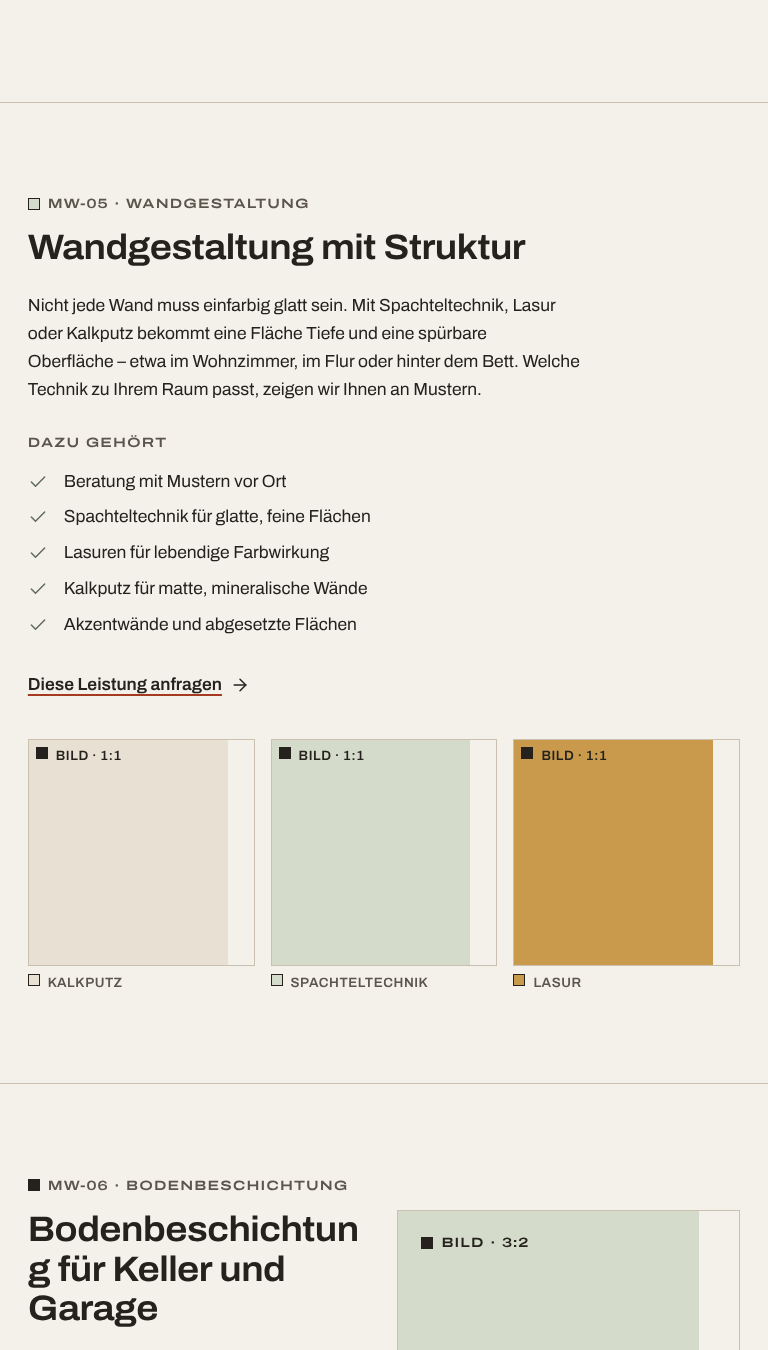 MW-05 · WANDGESTALTUNG
Wandgestaltung mit Struktur
Nicht jede Wand muss einfarbig glatt sein. Mit Spachteltechnik, Lasur
oder Kalkputz bekommt eine Fläche Tiefe und eine spürbare
Oberfläche – etwa im Wohnzimmer, im Flur oder hinter dem Bett. Welche
Technik zu Ihrem Raum passt, zeigen wir Ihnen an Mustern.
DAZU GEHÖRT
Beratung mit Mustern vor Ort
Spachteltechnik für glatte, feine Flächen
Lasuren für lebendige Farbwirkung
Kalkputz für matte, mineralische Wände
Akzentwände und abgesetzte Flächen
Diese Leistung anfragen
BILD · 1:1
BILD · 1:1
BILD · 1:1
KALKPUTZ
SPACHTELTECHNIK
LASUR
MW-06 · BODENBESCHICHTUNG
Bodenbeschichtun
g für Keller und
Garage
BILD · 3:2